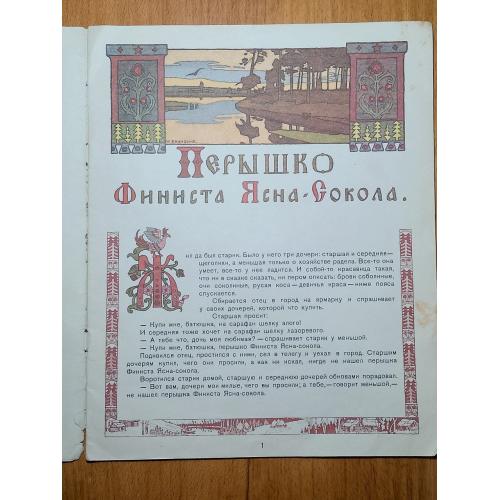 И. БИЛИБИНЪ
ПЕРЫШКО
ФИНИСТА ЯСНА-СОКОЛА.
Жил да был старик. Было у него три дочери: старшая и средняя—
щеголихи, а меньшая только о хозяйстве радела. Все-то она
умеет, все-то у нее ладится. И собой-то красавица такая,
что ни в сказке сказать, ни пером описать: брови соболиные,
очи соколиные, русая коса—девичья краса—ниже пояса
спускается.
Сбирается отец в город на ярмарку и спрашивает
у своих дочерей, которой что купить.
Старшая просит:
— Купи мне, батюшка, на сарафан шелку алого!
И середняя тоже хочет на сарафан шелку лазоревого.
— А тебе что, дочь моя любимая? —спрашивает старик у меньшой.
— Купи мне, батюшка, перышко Финиста Ясна-сокола.
Поднялся отец, простился с ними, сел в телегу и уехал в город. Старшим
дочерям купил, чего они просили, а как ни искал, нигде не нашел перышка
Финиста Ясна-сокола.
Воротился старик домой, старшую и середнюю дочерей обновами порадовал.
— Вот вам, дочери мои милые, чего вы просили; а тебе,—говорит меньшой,—
не нашел перышка Финиста Ясна-сокола.
1